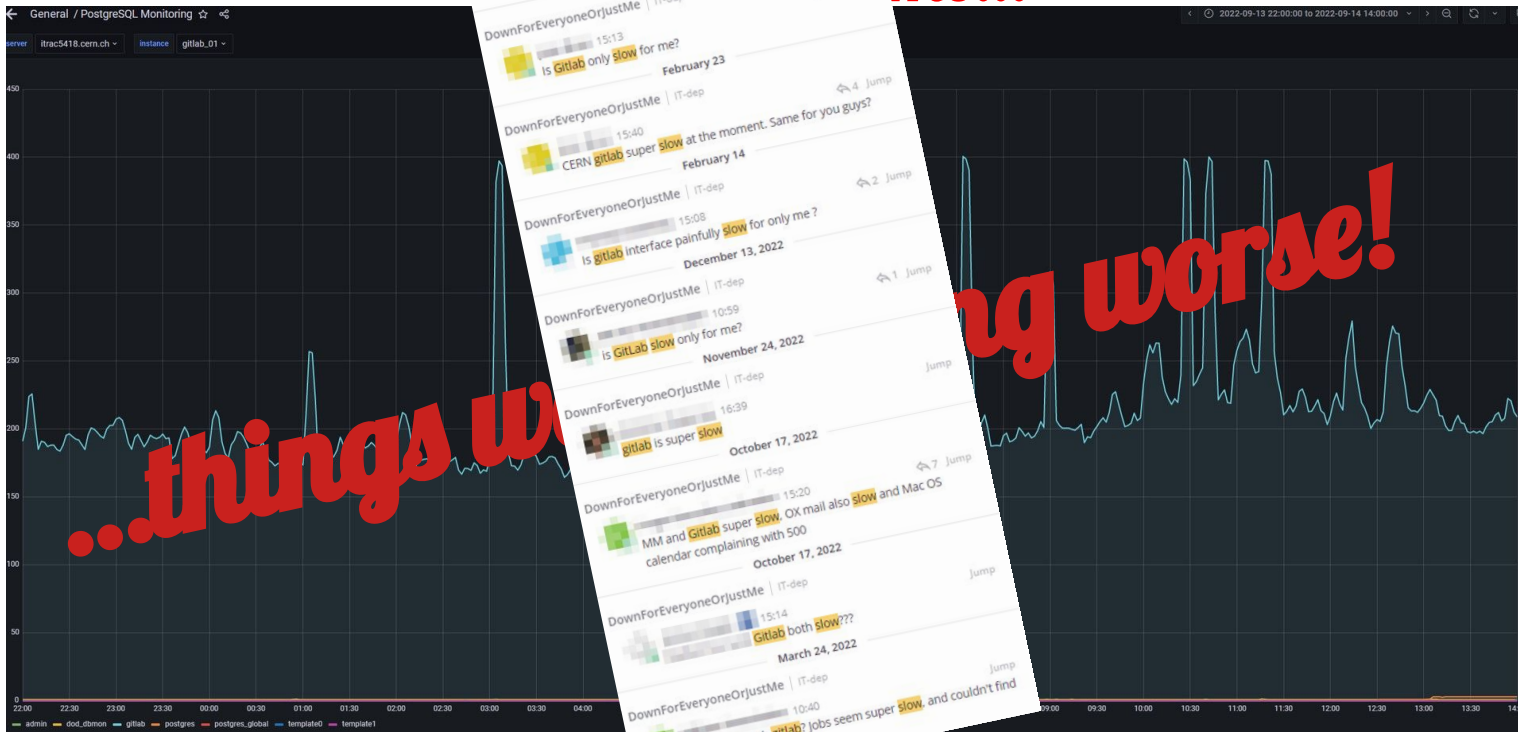 General / PostgreSQL Monitoring
2022-09-13 22:00:00 to 2022-09-14 14:00:00
server itrac5418.cern.ch instance gitlab_01
DownForEveryoneOrJustMe
15:13
Is Gitlab only slow for me?
February 23
DownForEveryoneOrJustMe | IT-dep
4 Jump
15:40
CERN gitlab super slow at the moment. Same for you guys?
February 14
DownForEveryoneOrJustMe | IT-dep
2 Jump
15:08
Is gitlab interface painfully slow for only me ?
December 13, 2022
DownForEveryoneOrJustMe | IT-dep
1 Jump
10:59
is GitLab slow only for me?
November 24, 2022
DownForEveryoneOrJustMe | IT-dep
Jump
16:39
gitlab is super slow
October 17, 2022
DownForEveryoneOrJustMe | IT-dep
7 Jump
15:20
MM and Gitlab super slow, OX mail also slow and Mac OS
calendar complaining with 500
October 17, 2022
DownForEveryoneOrJustMe | IT-dep
Jump
15:14
Gitlab both slow???
March 24, 2022
DownForEveryoneOrJustMe | IT-dep
Jump
10:40
gitlab? Jobs seem super slow, and couldn't find
...things w
ng worse!
450
400
350
300
250
200
150
100
50
0
22:00 22:30 23:00 23:30 00:00 00:30 01:00 01:30 02:00 02:30 03:00 03:30 04:00 09:00 09:30 10:00 10:30 11:00 11:30 12:00 12:30 13:00 13:30
admin dod_dbmon gitlab postgres postgres_global template0 template1